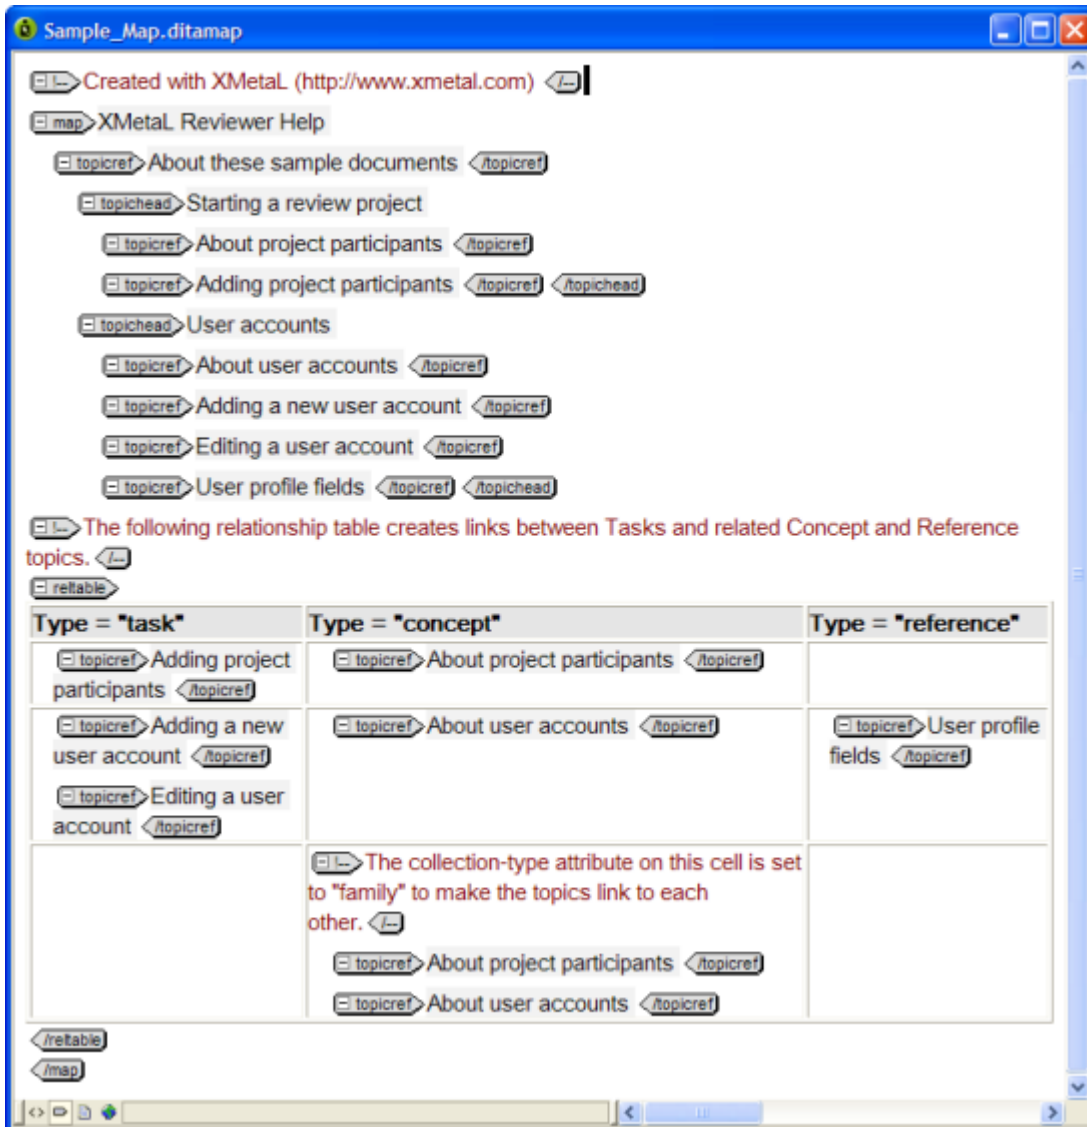 Sample_Map.ditamap
!-- Created with XMetaL (http://www.xmetal.com) /--
map XMetaL Reviewer Help
topicref About these sample documents /topicref
topichead Starting a review project
topicref About project participants /topicref
topicref Adding project participants /topicref /topichead
topichead User accounts
topicref About user accounts /topicref
topicref Adding a new user account /topicref
topicref Editing a user account /topicref
topicref User profile fields /topicref /topichead
!-- The following relationship table creates links between Tasks and related Concept and Reference
topics. /--
reltable
Type = "task" Type = "concept" Type = "reference"
topicref Adding project
participants /topicref
topicref About project participants /topicref
topicref Adding a new
user account /topicref
topicref Editing a user
account /topicref
topicref About user accounts /topicref
topicref User profile
fields /topicref
!-- The collection-type attribute on this cell is set
to "family" to make the topics link to each
other. /--
topicref About project participants /topicref
topicref About user accounts /topicref
/reltable
/map